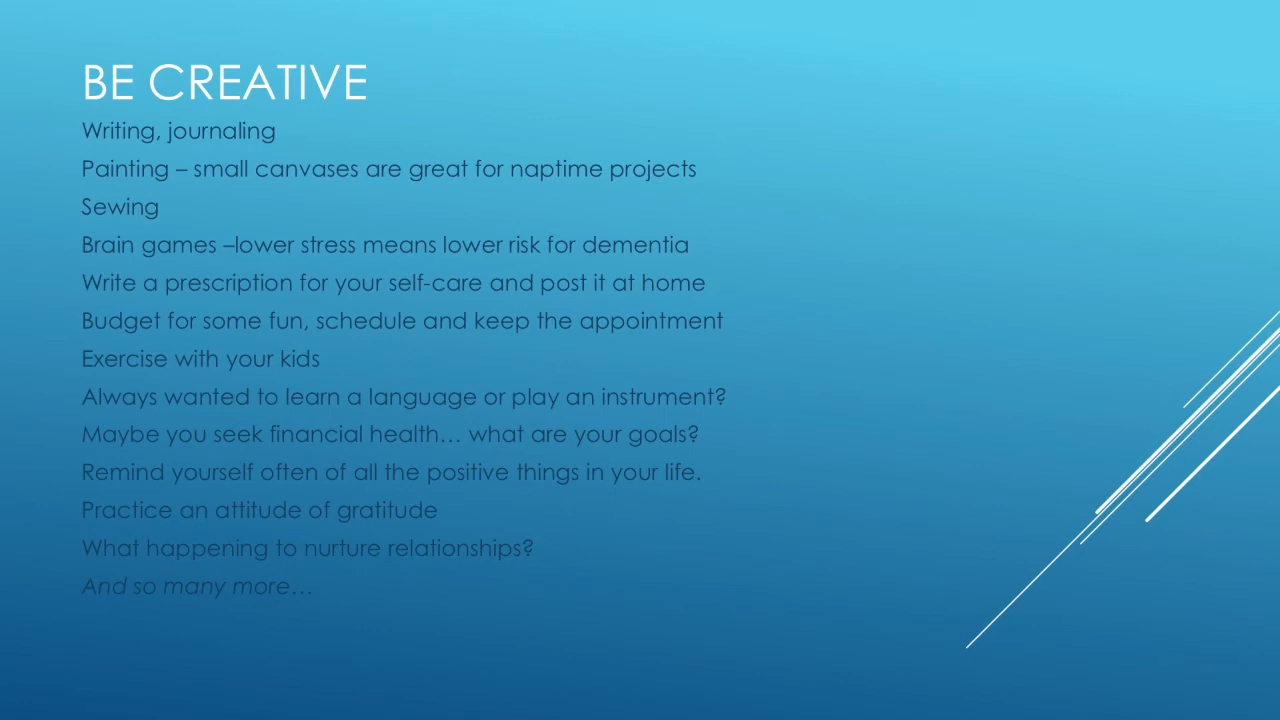 BE CREATIVE
Writing, journaling
Painting – small canvases are great for naptime projects
Sewing
Brain games –lower stress means lower risk for dementia
Write a prescription for your self-care and post it at home
Budget for some fun, schedule and keep the appointment
Exercise with your kids
Always wanted to learn a language or play an instrument?
Maybe you seek financial health… what are your goals?
Remind yourself often of all the positive things in your life.
Practice an attitude of gratitude
What happening to nurture relationships?
And so many more…